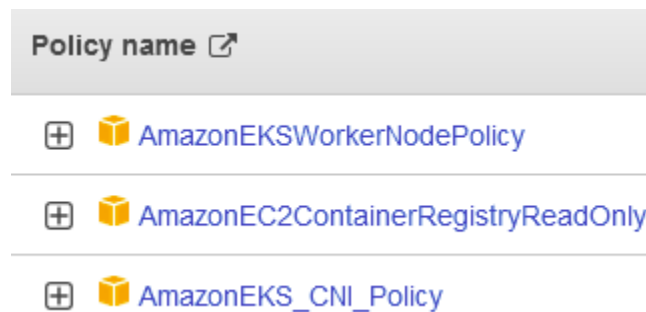 Policy name
AmazonEKSWorkerNodePolicy
AmazonEC2ContainerRegistryReadOnly
AmazonEKS_CNI_Policy